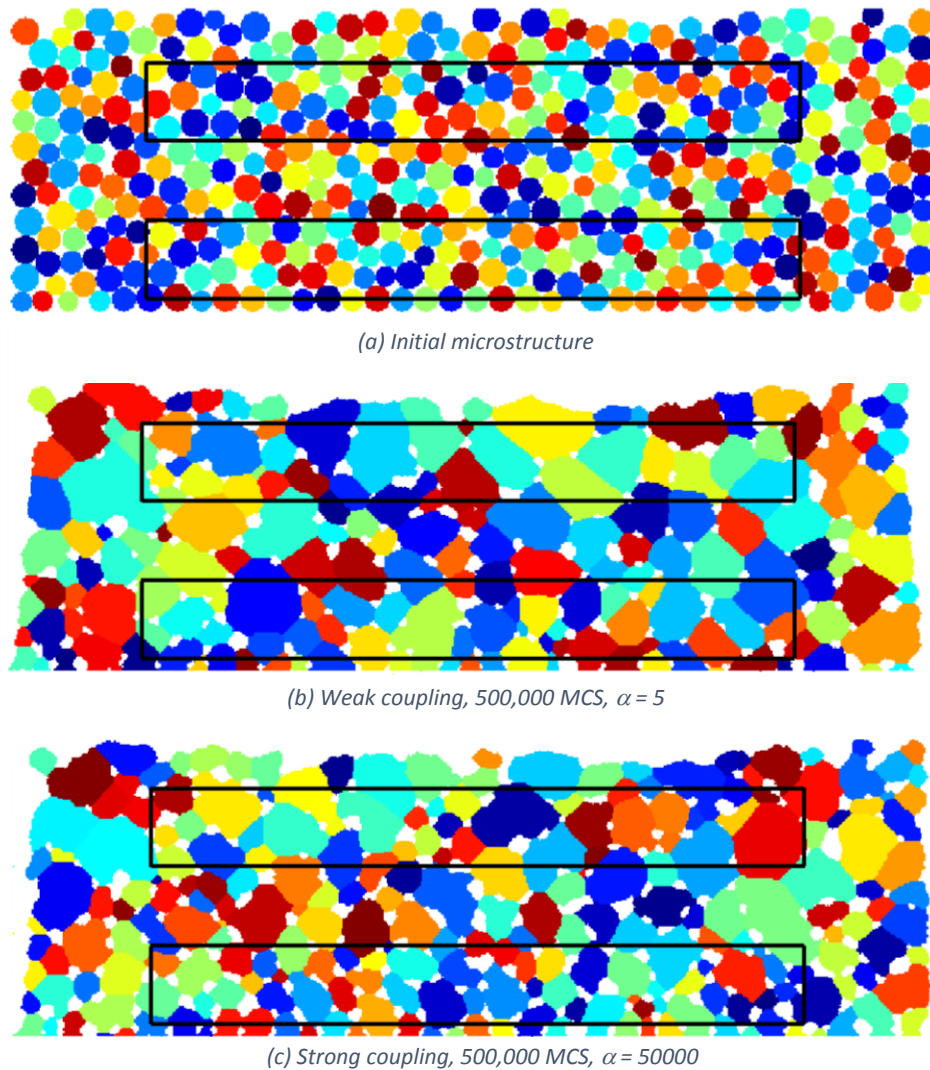 (a) Initial microstructure
(b) Weak coupling, 500,000 MCS, α = 5
(c) Strong coupling, 500,000 MCS, α = 50000